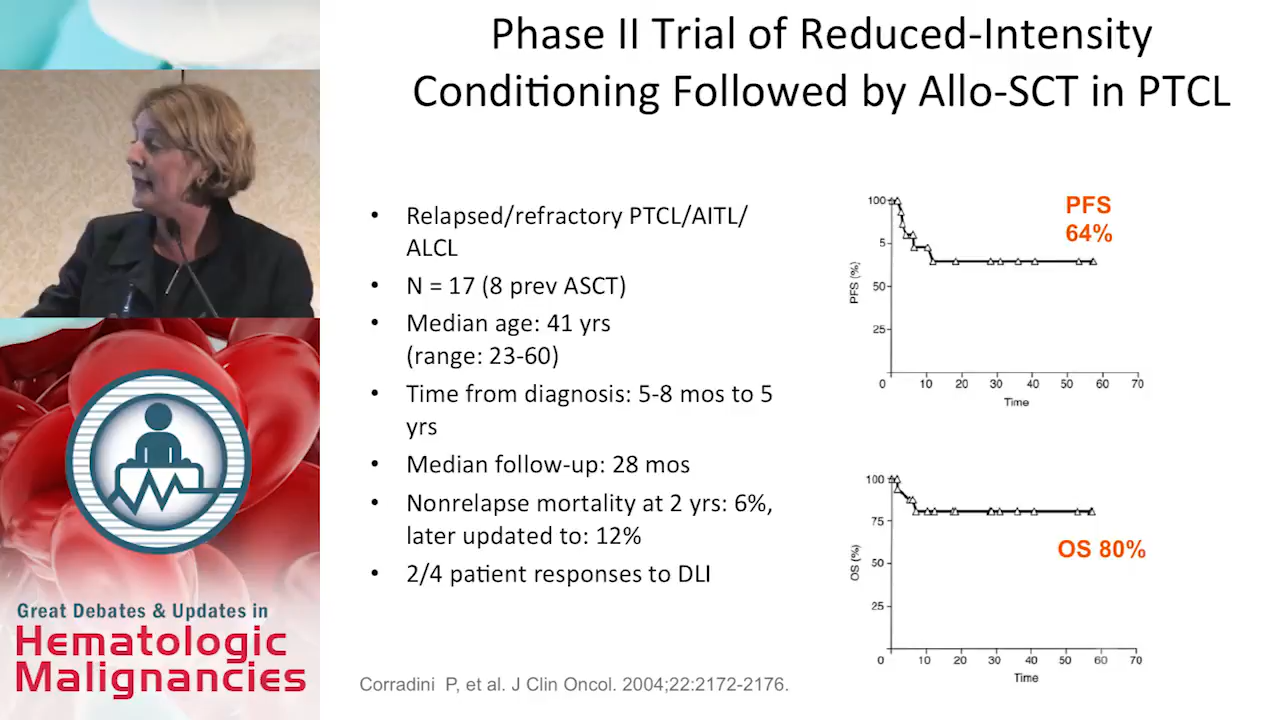 Phase II Trial of Reduced-Intensity
Conditioning Followed by Allo-SCT in PTCL
• Relapsed/refractory PTCL/AITL/
ALCL
• N = 17 (8 prev ASCT)
• Median age: 41 yrs
(range: 23-60)
• Time from diagnosis: 5-8 mos to 5
yrs
• Median follow-up: 28 mos
• Nonrelapse mortality at 2 yrs: 6%,
later updated to: 12%
• 2/4 patient responses to DLI
PFS
64%
100
5
50
25
PFS (%)
0 10 20 30 40 50 60 70
Time
100
75
50
25
OS (%)
OS 80%
0 10 20 30 40 50 60 70
Time
Corradini P, et al. J Clin Oncol. 2004;22:2172-2176.
Great Debates & Updates in
Hematologic
Malignancies